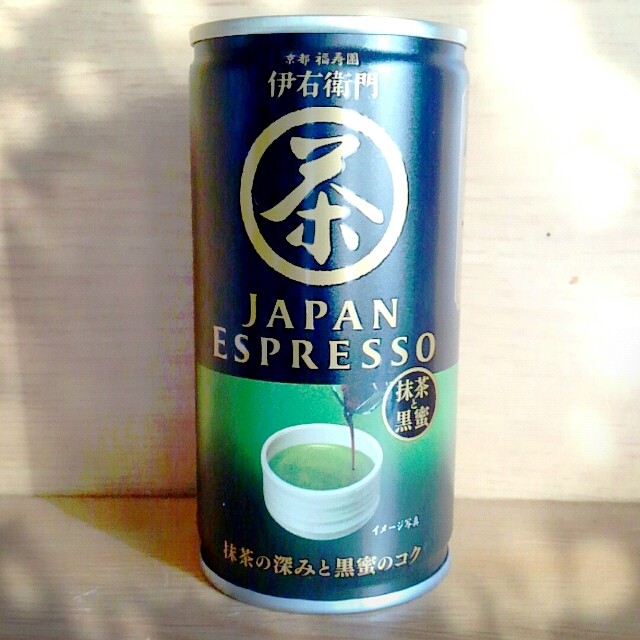 京都 福寿園
伊右衛門
茶
JAPAN
ESPRESSO
抹茶
と
黒蜜
イメージ写真
抹茶の深みと黒蜜のコク